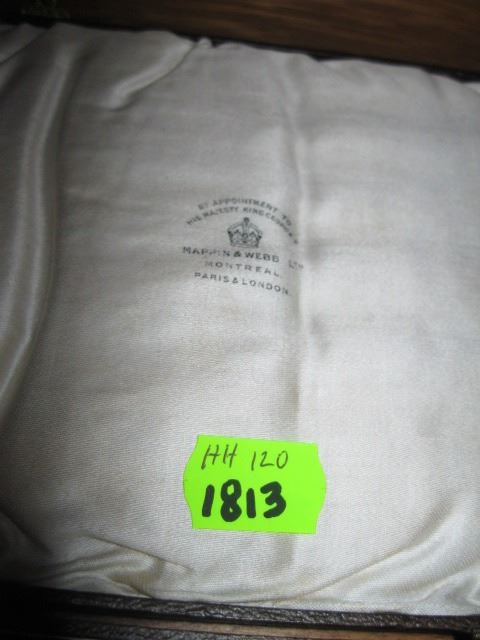 BY APPOINTMENT TO
HIS MAJESTY KING GEORGE
MAPPIN & WEBB LTD
MONTREAL
PARIS & LONDON
HH 120
1813